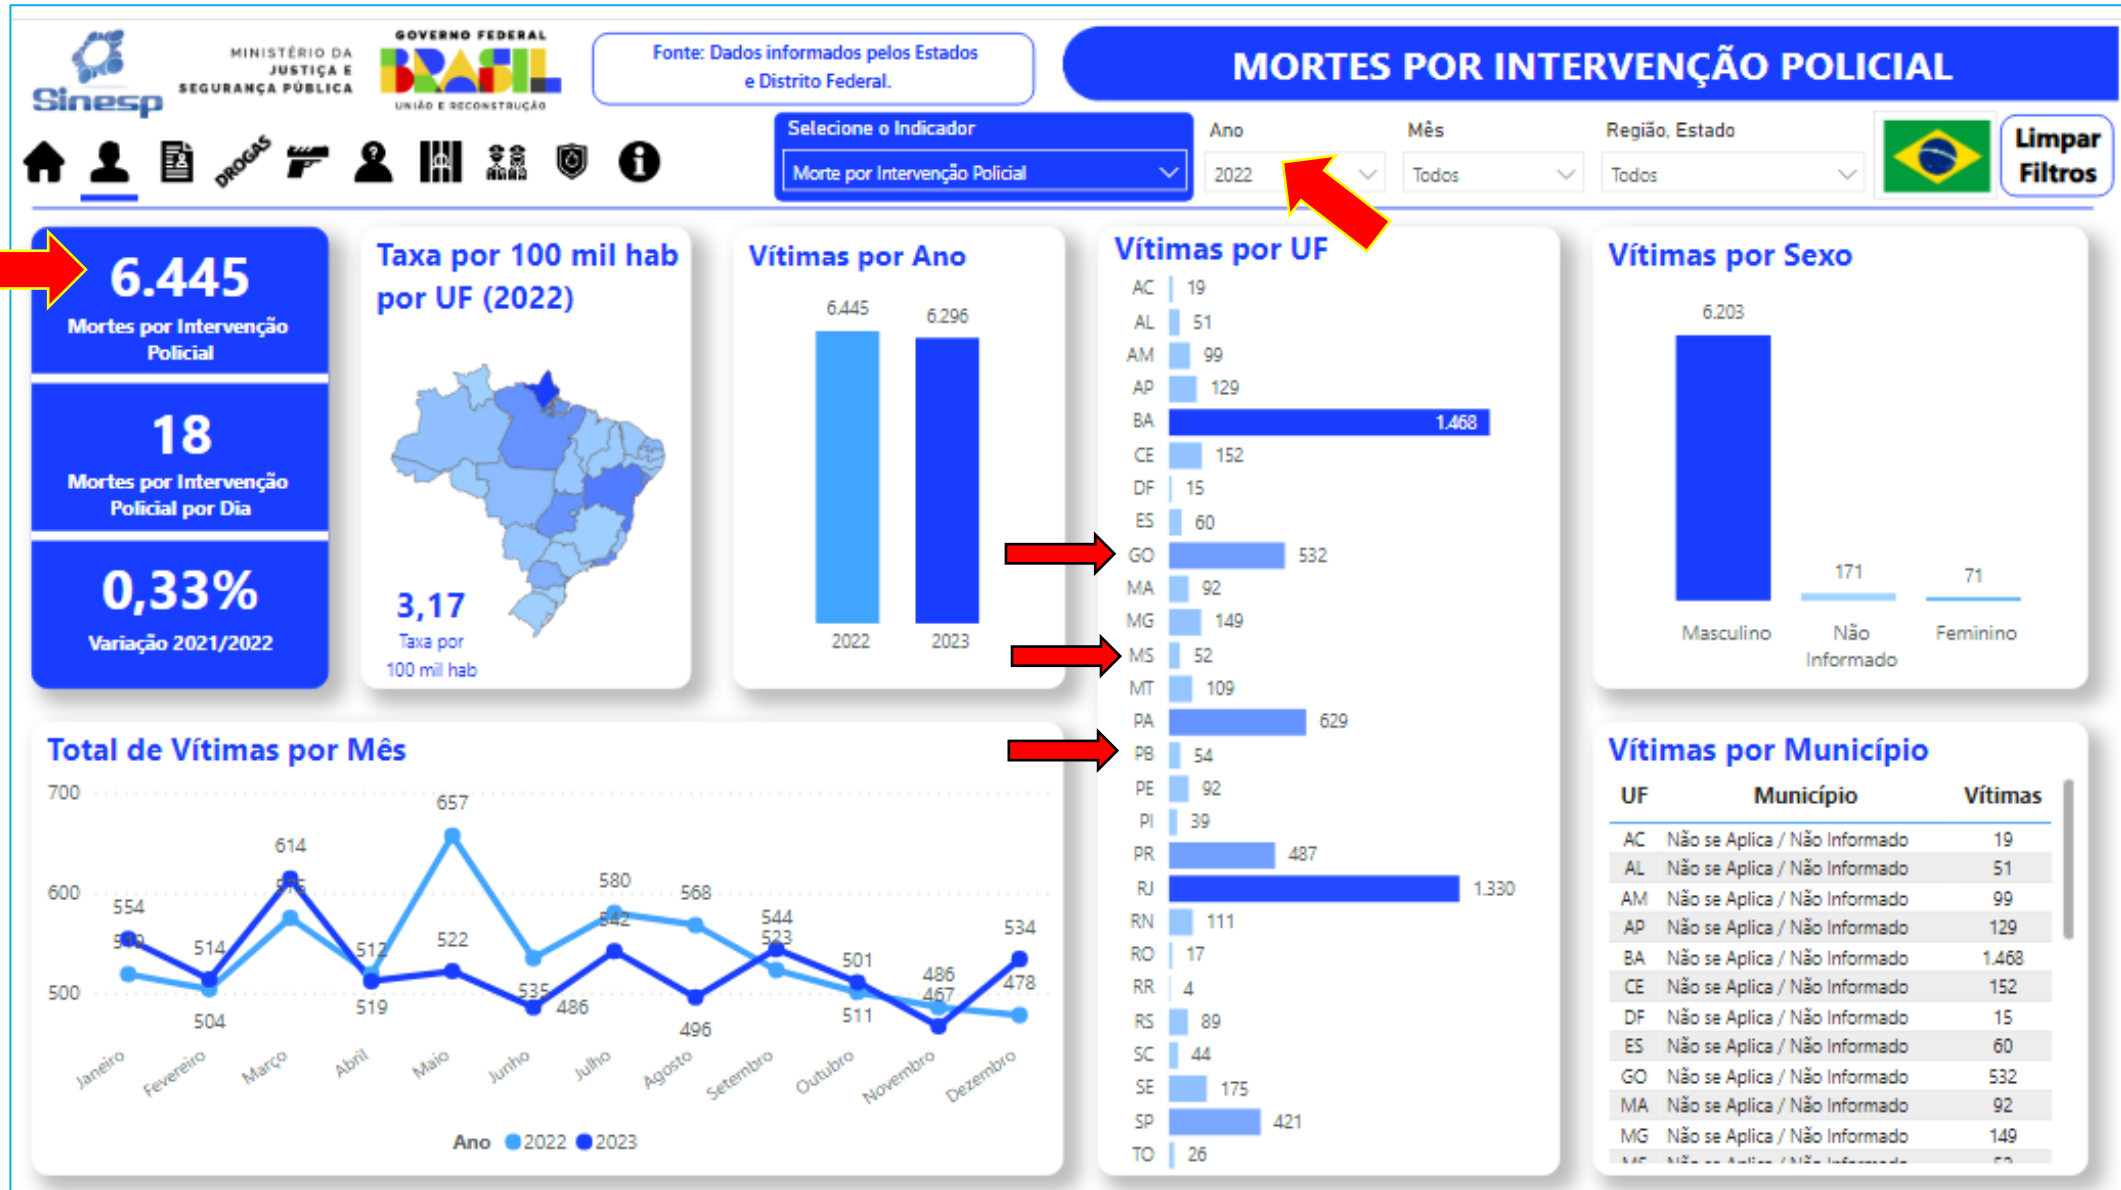 Sinesp
MINISTÉRIO DA
JUSTIÇA E
SEGURANÇA PÚBLICA
GOVERNO FEDERAL
BRASIL
UNIÃO E RECONSTRUÇÃO
Fonte: Dados informados pelos Estados
e Distrito Federal.
MORTES POR INTERVENÇÃO POLICIAL
DROGAS
Selecione o Indicador
Morte por Intervenção Policial
Ano
2022
Mês
Todos
Região, Estado
Todos
Limpar
Filtros
6.445
Mortes por Intervenção
Policial
18
Mortes por Intervenção
Policial por Dia
0,33%
Variação 2021/2022
Taxa por 100 mil hab
por UF (2022)
3,17
Taxa por
100 mil hab
Vítimas por Ano
6.445
6.296
2022
2023
Vítimas por UF
AC 19
AL 51
AM 99
AP 129
BA 1.468
CE 152
DF 15
ES 60
GO 532
MA 92
MG 149
MS 52
MT 109
PA 629
PB 54
PE 92
PI 39
PR 487
RJ 1.330
RN 111
RO 17
RR 4
RS 89
SC 44
SE 175
SP 421
TO 26
Vítimas por Sexo
6.203
171
71
Masculino
Não
Informado
Feminino
Total de Vítimas por Mês
700
600
500
554
519
514
504
614
575
512
519
657
522
535
486
580
542
568
496
544
523
501
511
486
467
534
478
Janeiro
Fevereiro
Março
Abril
Maio
Junho
Julho
Agosto
Setembro
Outubro
Novembro
Dezembro
Ano 2022 2023
Vítimas por Município
UF Município Vítimas
AC Não se Aplica / Não Informado 19
AL Não se Aplica / Não Informado 51
AM Não se Aplica / Não Informado 99
AP Não se Aplica / Não Informado 129
BA Não se Aplica / Não Informado 1.468
CE Não se Aplica / Não Informado 152
DF Não se Aplica / Não Informado 15
ES Não se Aplica / Não Informado 60
GO Não se Aplica / Não Informado 532
MA Não se Aplica / Não Informado 92
MG Não se Aplica / Não Informado 149